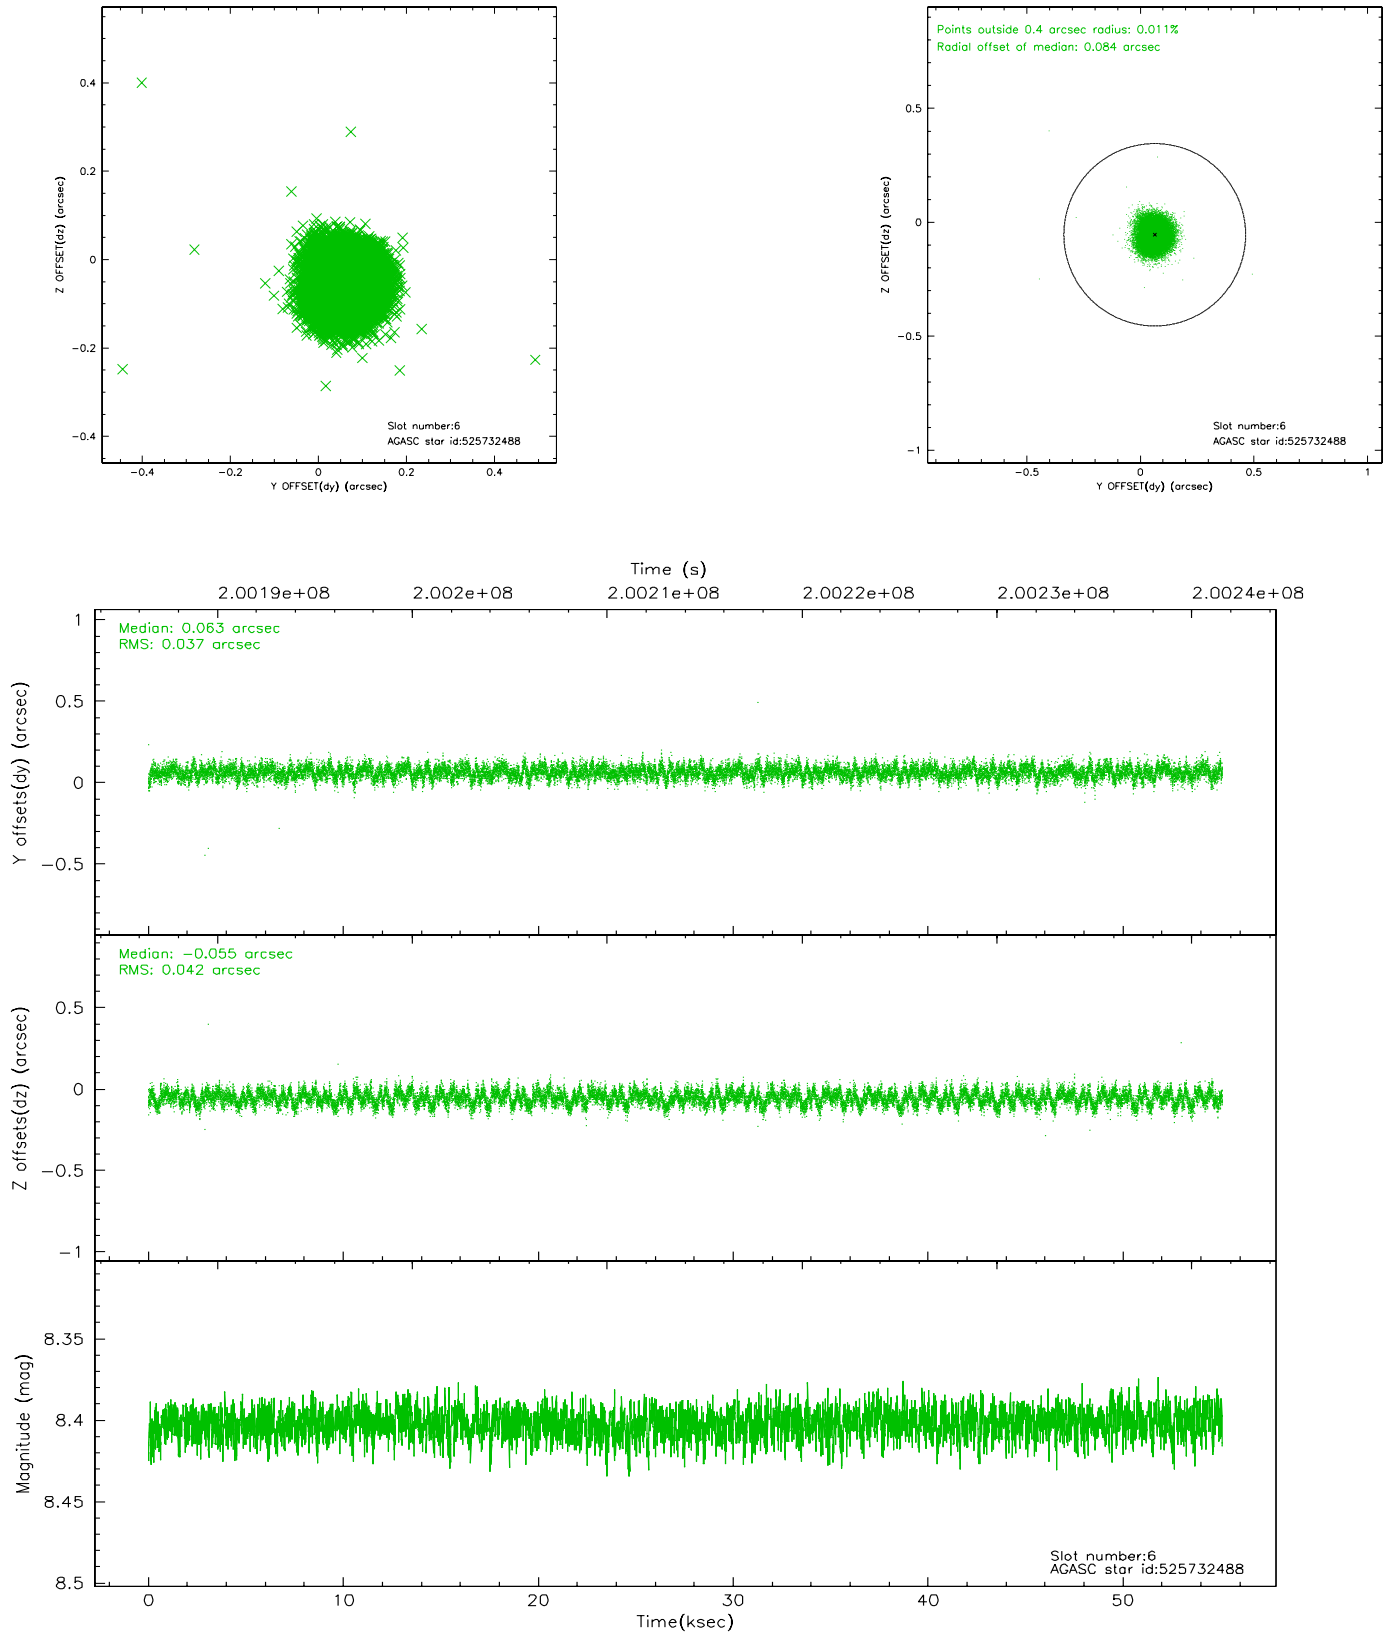 0.4
0.2
0
-0.2
-0.4
Z OFFSET(dz) (arcsec)
Slot number:6
AGASC star id:525732488
-0.4 -0.2 0 0.2 0.4
Y OFFSET(dy) (arcsec)
Points outside 0.4 arcsec radius: 0.011%
Radial offset of median: 0.084 arcsec
0.5
0
-0.5
-1
Z OFFSET(dz) (arcsec)
Slot number:6
AGASC star id:525732488
-0.5 0 0.5 1
Y OFFSET(dy) (arcsec)
Time (s)
2.0019e+08 2.002e+08 2.0021e+08 2.0022e+08 2.0023e+08 2.0024e+08
Median: 0.063 arcsec
RMS: 0.037 arcsec
1
0.5
0
-0.5
Y offsets(dy) (arcsec)
Median: -0.055 arcsec
RMS: 0.042 arcsec
0.5
0
-0.5
-1
Z offsets(dz) (arcsec)
8.35
8.4
8.45
8.5
Magnitude (mag)
Slot number:6
AGASC star id:525732488
0 10 20 30 40 50
Time(ksec)